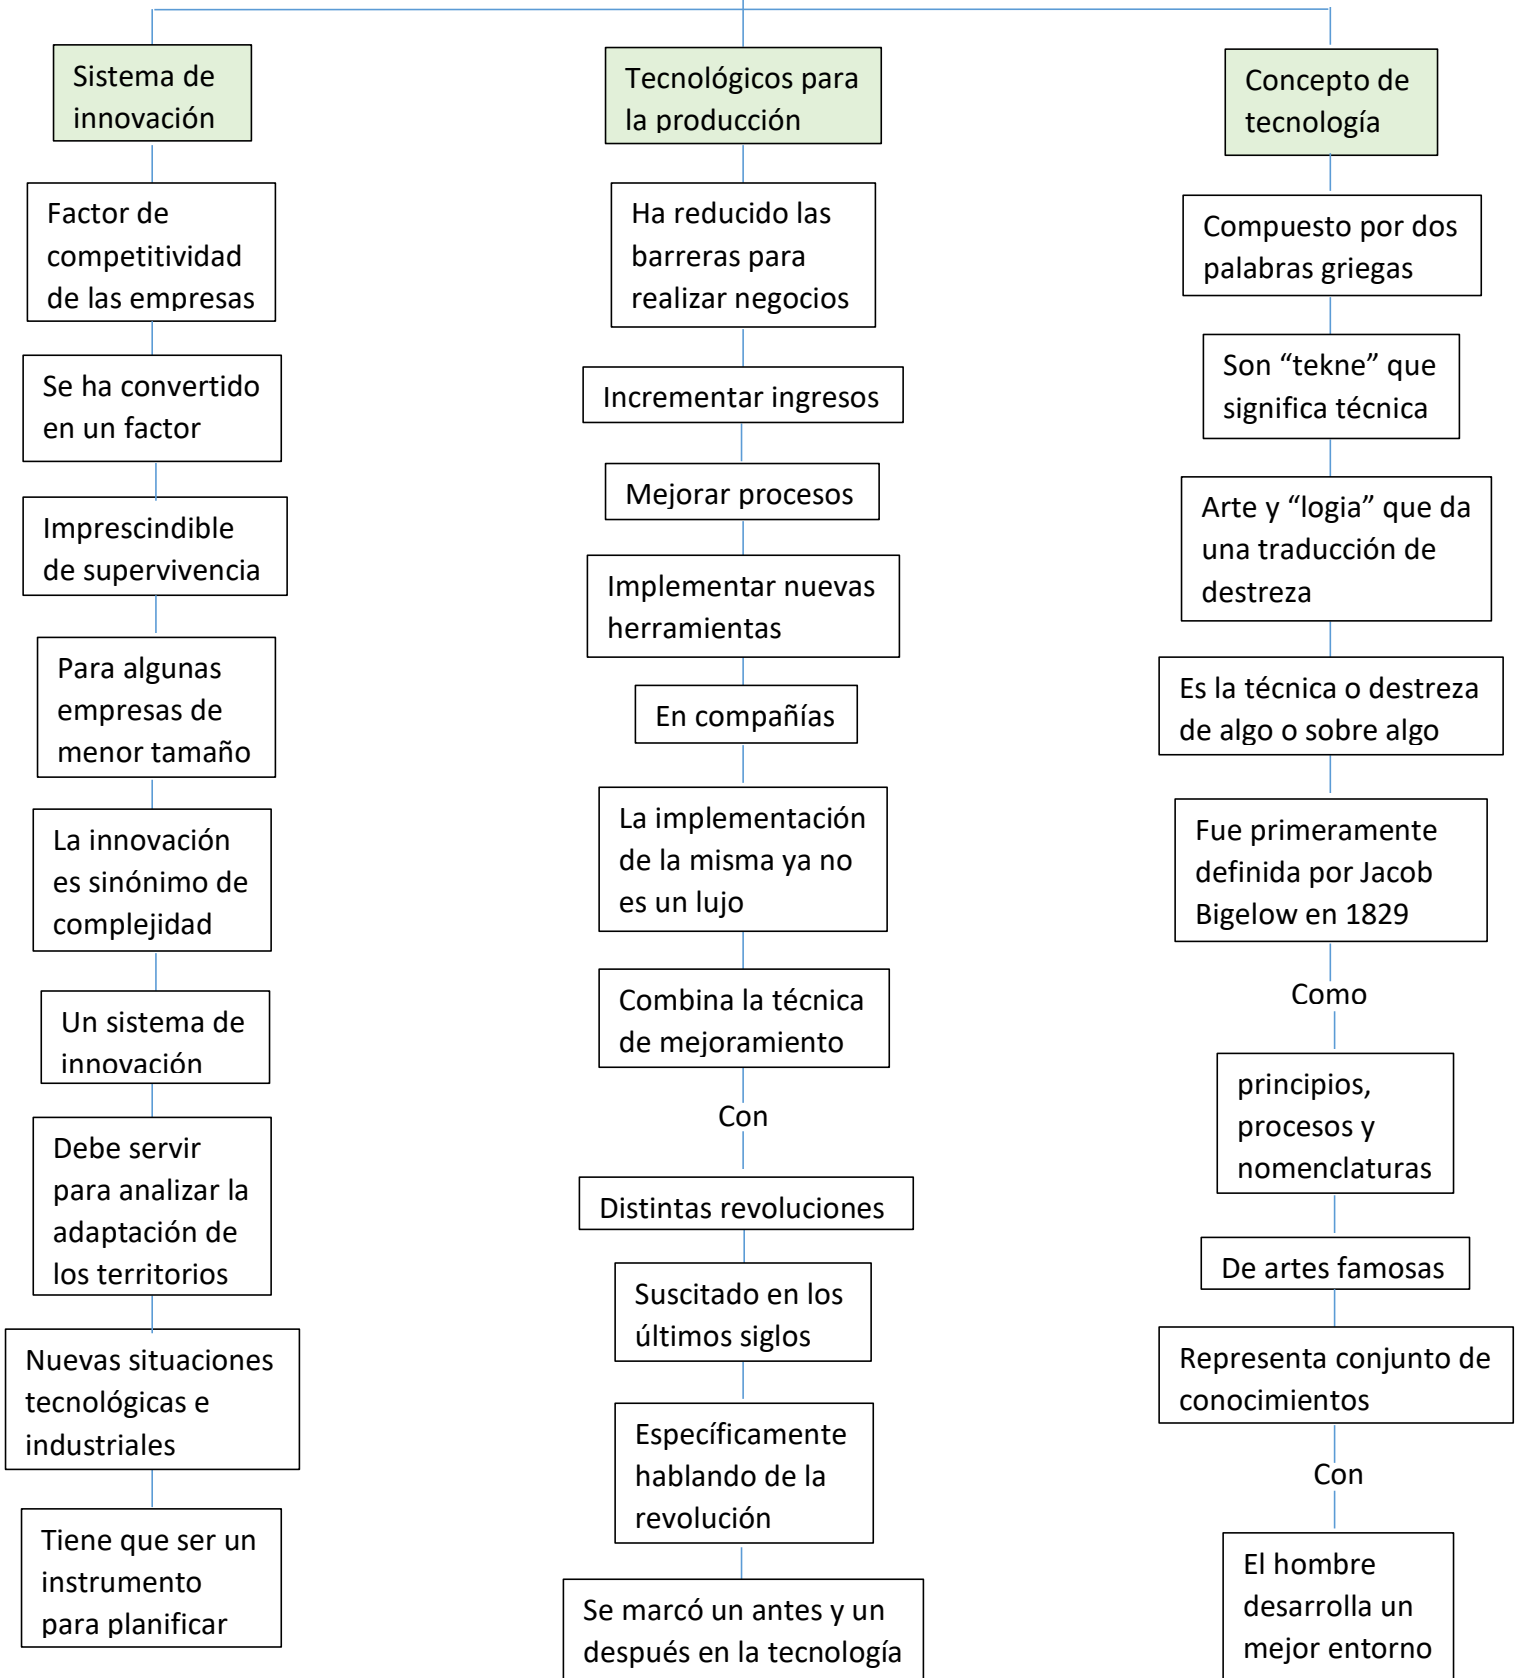 Sistema de
innovación
Factor de
competitividad
de las empresas
Se ha convertido
en un factor
Imprescindible
de supervivencia
Para algunas
empresas de
menor tamaño
La innovación
es sinónimo de
complejidad
Un sistema de
innovación
Debe servir
para analizar la
adaptación de
los territorios
Nuevas situaciones
tecnológicas e
industriales
Tiene que ser un
instrumento
para planificar
Tecnológicos para
la producción
Ha reducido las
barreras para
realizar negocios
Incrementar ingresos
Mejorar procesos
Implementar nuevas
herramientas
En compañías
La implementación
de la misma ya no
es un lujo
Combina la técnica
de mejoramiento
Con
Distintas revoluciones
Suscitado en los
últimos siglos
Específicamente
hablando de la
revolución
Se marcó un antes y un
después en la tecnología
Concepto de
tecnología
Compuesto por dos
palabras griegas
Son “tekne” que
significa técnica
Arte y “logia” que da
una traducción de
destreza
Es la técnica o destreza
de algo o sobre algo
Fue primeramente
definida por Jacob
Bigelow en 1829
Como
principios,
procesos y
nomenclaturas
De artes famosas
Representa conjunto de
conocimientos
Con
El hombre
desarrolla un
mejor entorno